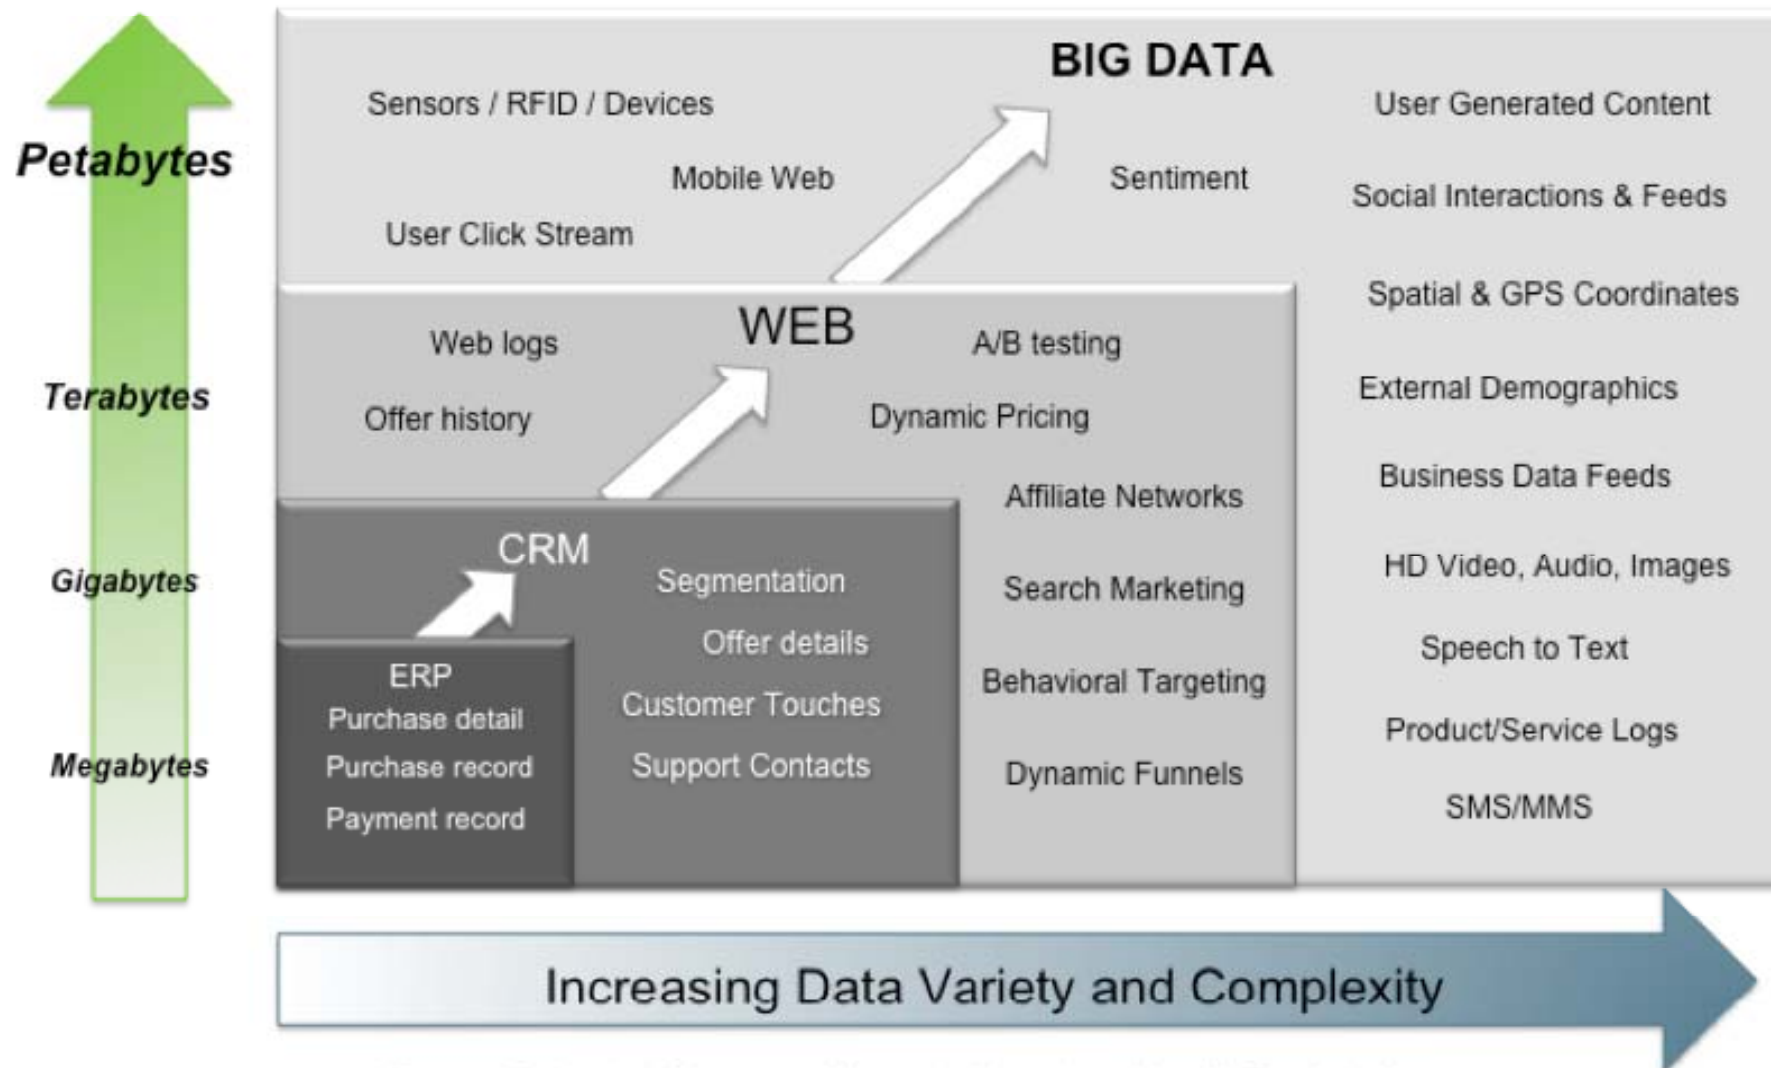 BIG DATA
Sensors / RFID / Devices
User Generated Content
Petabytes
Mobile Web
Sentiment
Social Interactions & Feeds
User Click Stream
Spatial & GPS Coordinates
WEB
Web logs
A/B testing
Terabytes
External Demographics
Offer history
Dynamic Pricing
Business Data Feeds
Affiliate Networks
CRM
HD Video, Audio, Images
Gigabytes
Segmentation
Search Marketing
Offer details
Speech to Text
ERP
Behavioral Targeting
Purchase detail
Customer Touches
Product/Service Logs
Megabytes
Purchase record
Support Contacts
Dynamic Funnels
SMS/MMS
Payment record
Increasing Data Variety and Complexity